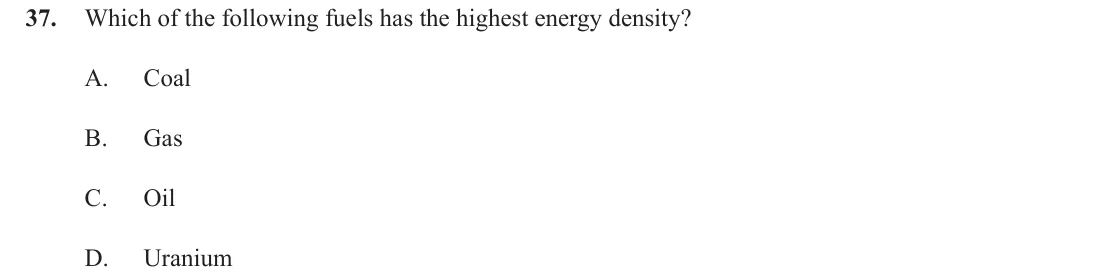 37. Which of the following fuels has the highest energy density?
A. Coal
B. Gas
C. Oil
D. Uranium